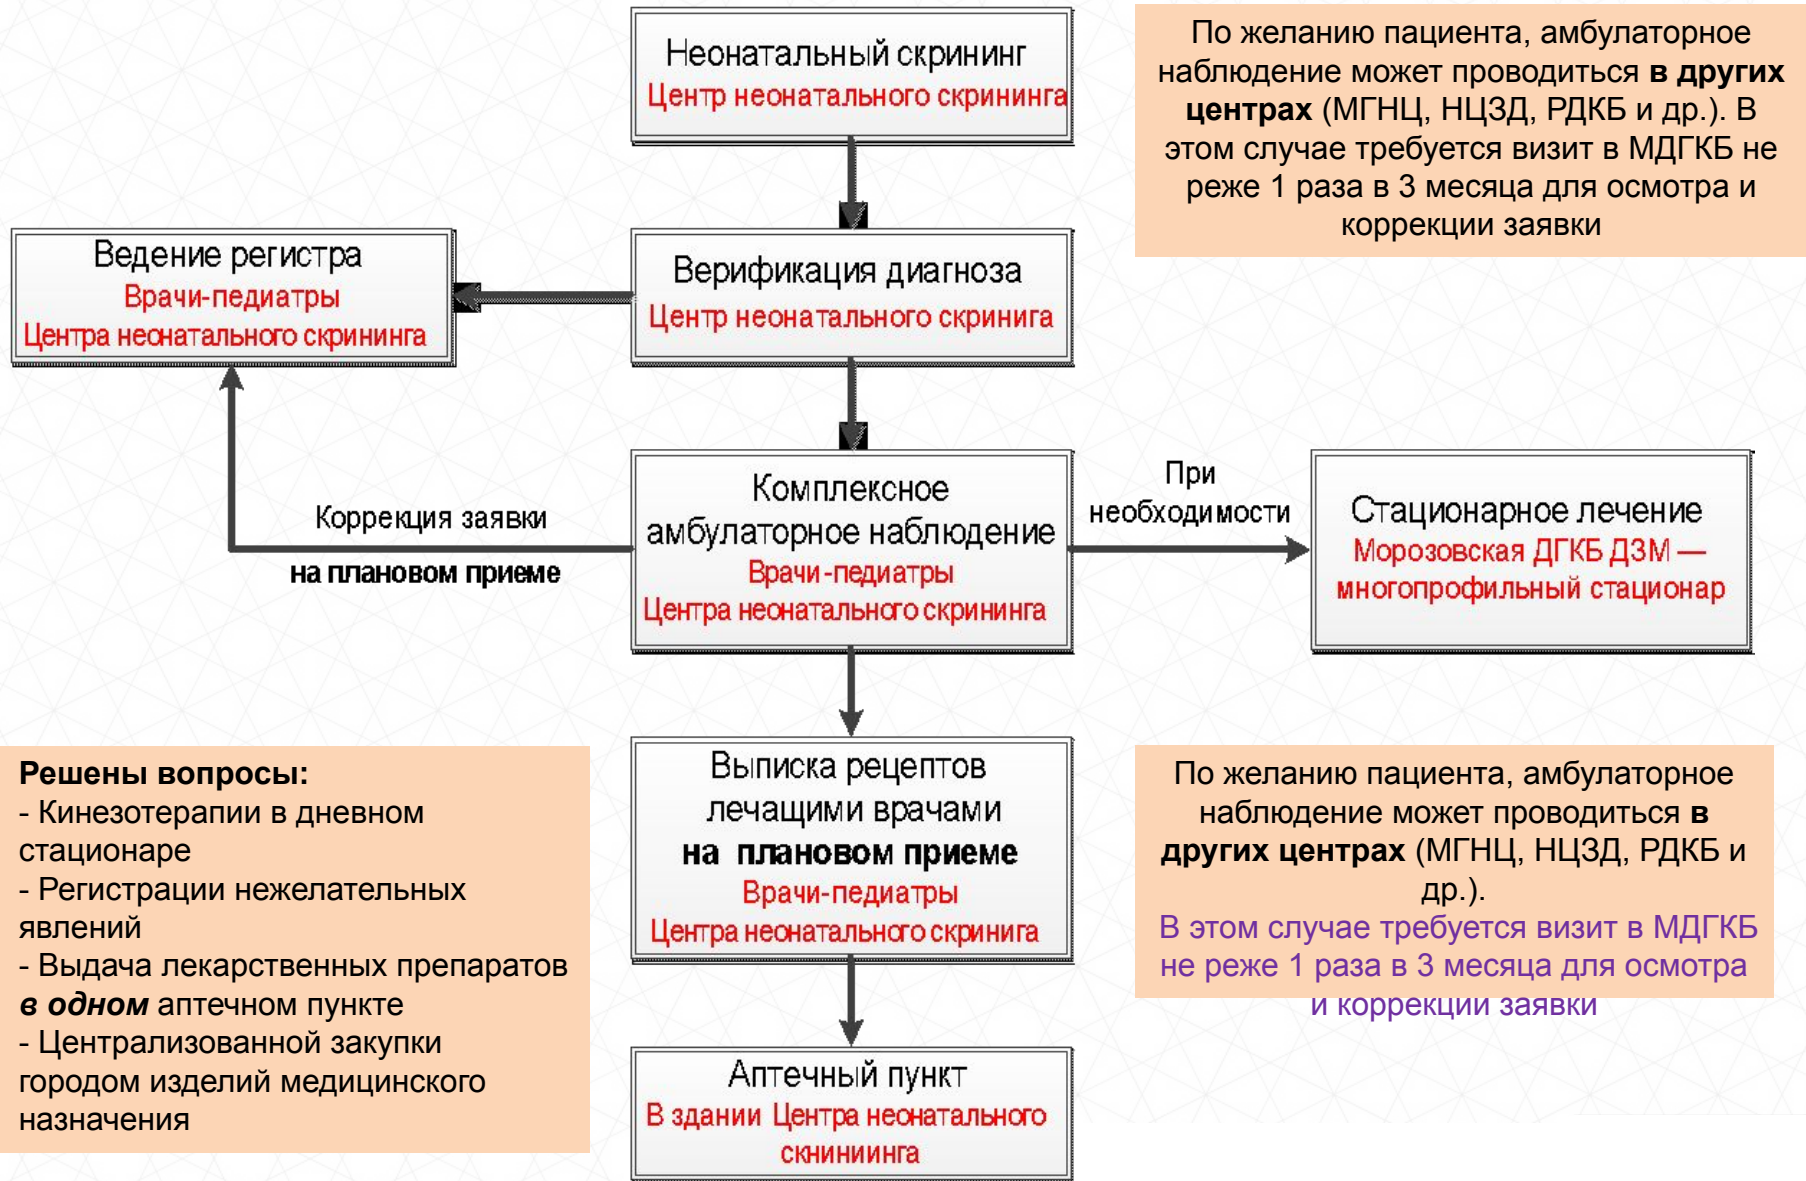 Неонатальный скрининг
Центр неонатального скрининга
По желанию пациента, амбулаторное
наблюдение может проводиться в других
центрах (МГНЦ, НЦЗД, РДКБ и др.). В
этом случае требуется визит в МДГКБ не
реже 1 раза в 3 месяца для осмотра и
коррекции заявки
Ведение регистра
Врачи-педиатры
Центра неонатального скрининга
Верификация диагноза
Центр неонатального скринига
Коррекция заявки
на плановом приеме
Комплексное
амбулаторное наблюдение
Врачи-педиатры
Центра неонатального скрининга
При
необходимости
Стационарное лечение
Морозовская ДГКБ ДЗМ —
многопрофильный стационар
Решены вопросы:
- Кинезотерапии в дневном
стационаре
- Регистрации нежелательных
явлений
- Выдача лекарственных препаратов
в одном аптечном пункте
- Централизованной закупки
городом изделий медицинского
назначения
Выписка рецептов
лечащими врачами
на плановом приеме
Врачи-педиатры
Центра неонатального скринига
По желанию пациента, амбулаторное
наблюдение может проводиться в
других центрах (МГНЦ, НЦЗД, РДКБ и
др.).
В этом случае требуется визит в МДГКБ
не реже 1 раза в 3 месяца для осмотра
и коррекции заявки
Аптечный пункт
В здании Центра неонатального
скниниинга